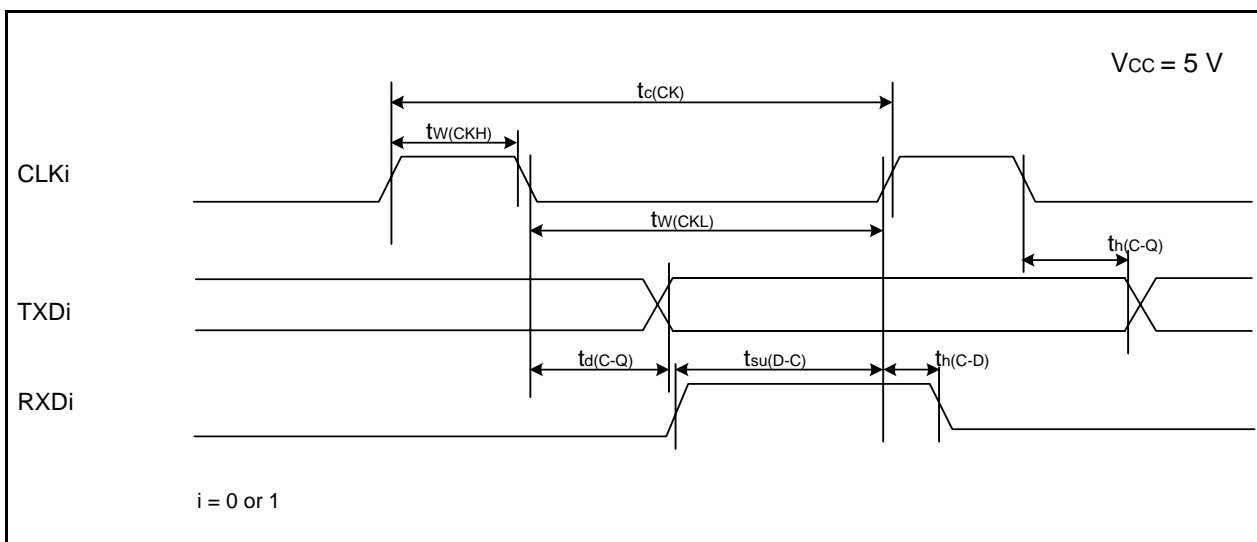 VCC = 5 V
tc(CK)
tW(CKH)
CLKi
tW(CKL)
th(C-Q)
TXDi
td(C-Q)
tsu(D-C)
th(C-D)
RXDi
i = 0 or 1